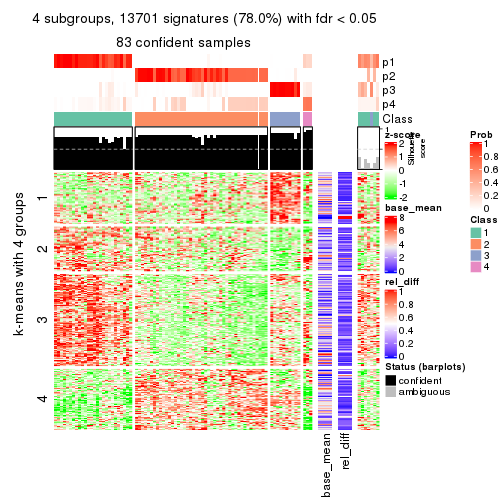 4 subgroups, 13701 signatures (78.0%) with fdr < 0.05
83 confident samples
p1
p2
p3
p4
Class
1
Silhouette
score
k-means with 4 groups
1
2
3
4
base_mean
rel_diff
z-score
2
1
0
-1
-2
base_mean
8
6
4
2
0
rel_diff
1
0.8
0.6
0.4
0.2
0
Status (barplots)
confident
ambiguous
Prob
1
0.8
0.6
0.4
0.2
0
Class
1
2
3
4